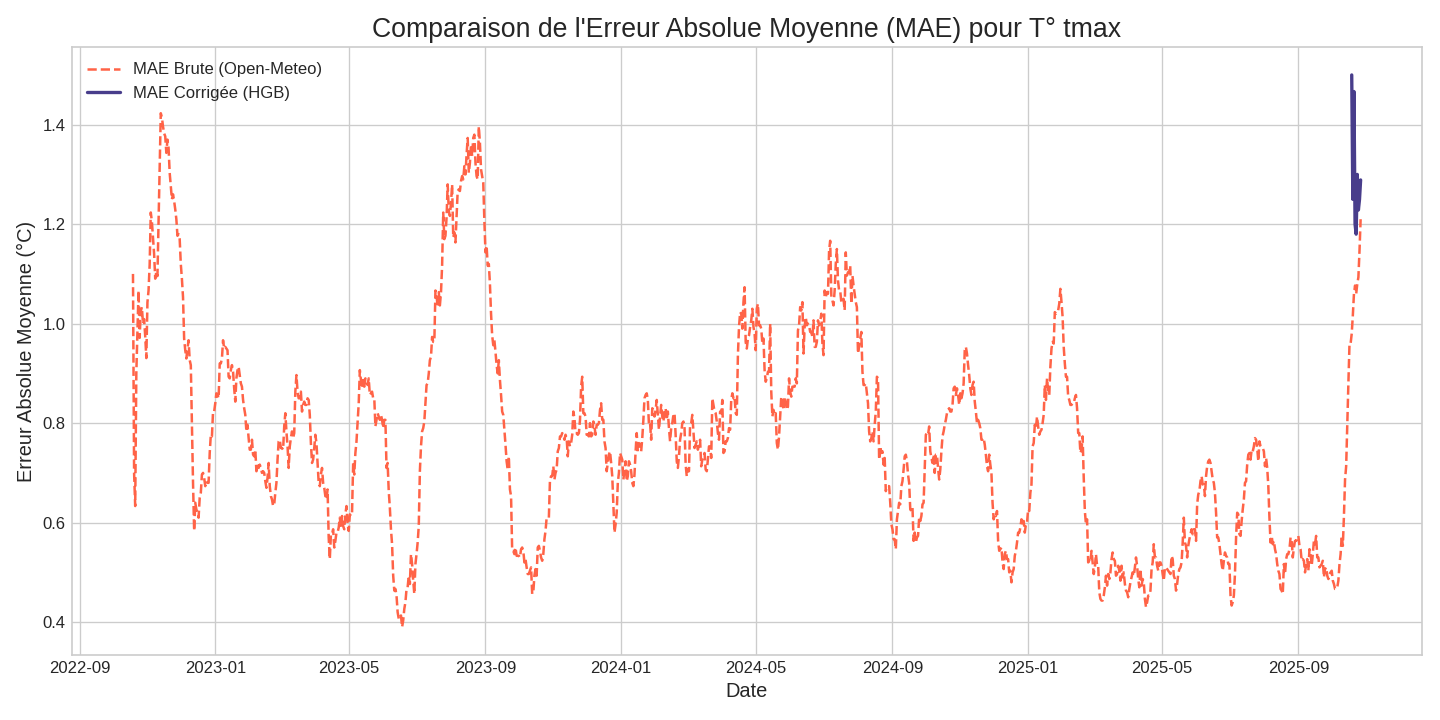 Comparaison de l'Erreur Absolue Moyenne (MAE) pour T° tmax
MAE Brute (Open-Meteo)
MAE Corrigée (HGB)
Erreur Absolue Moyenne (°C)
1.4
1.2
1.0
0.8
0.6
0.4
2022-09 2023-01 2023-05 2023-09 2024-01 2024-05 2024-09 2025-01 2025-05 2025-09
Date